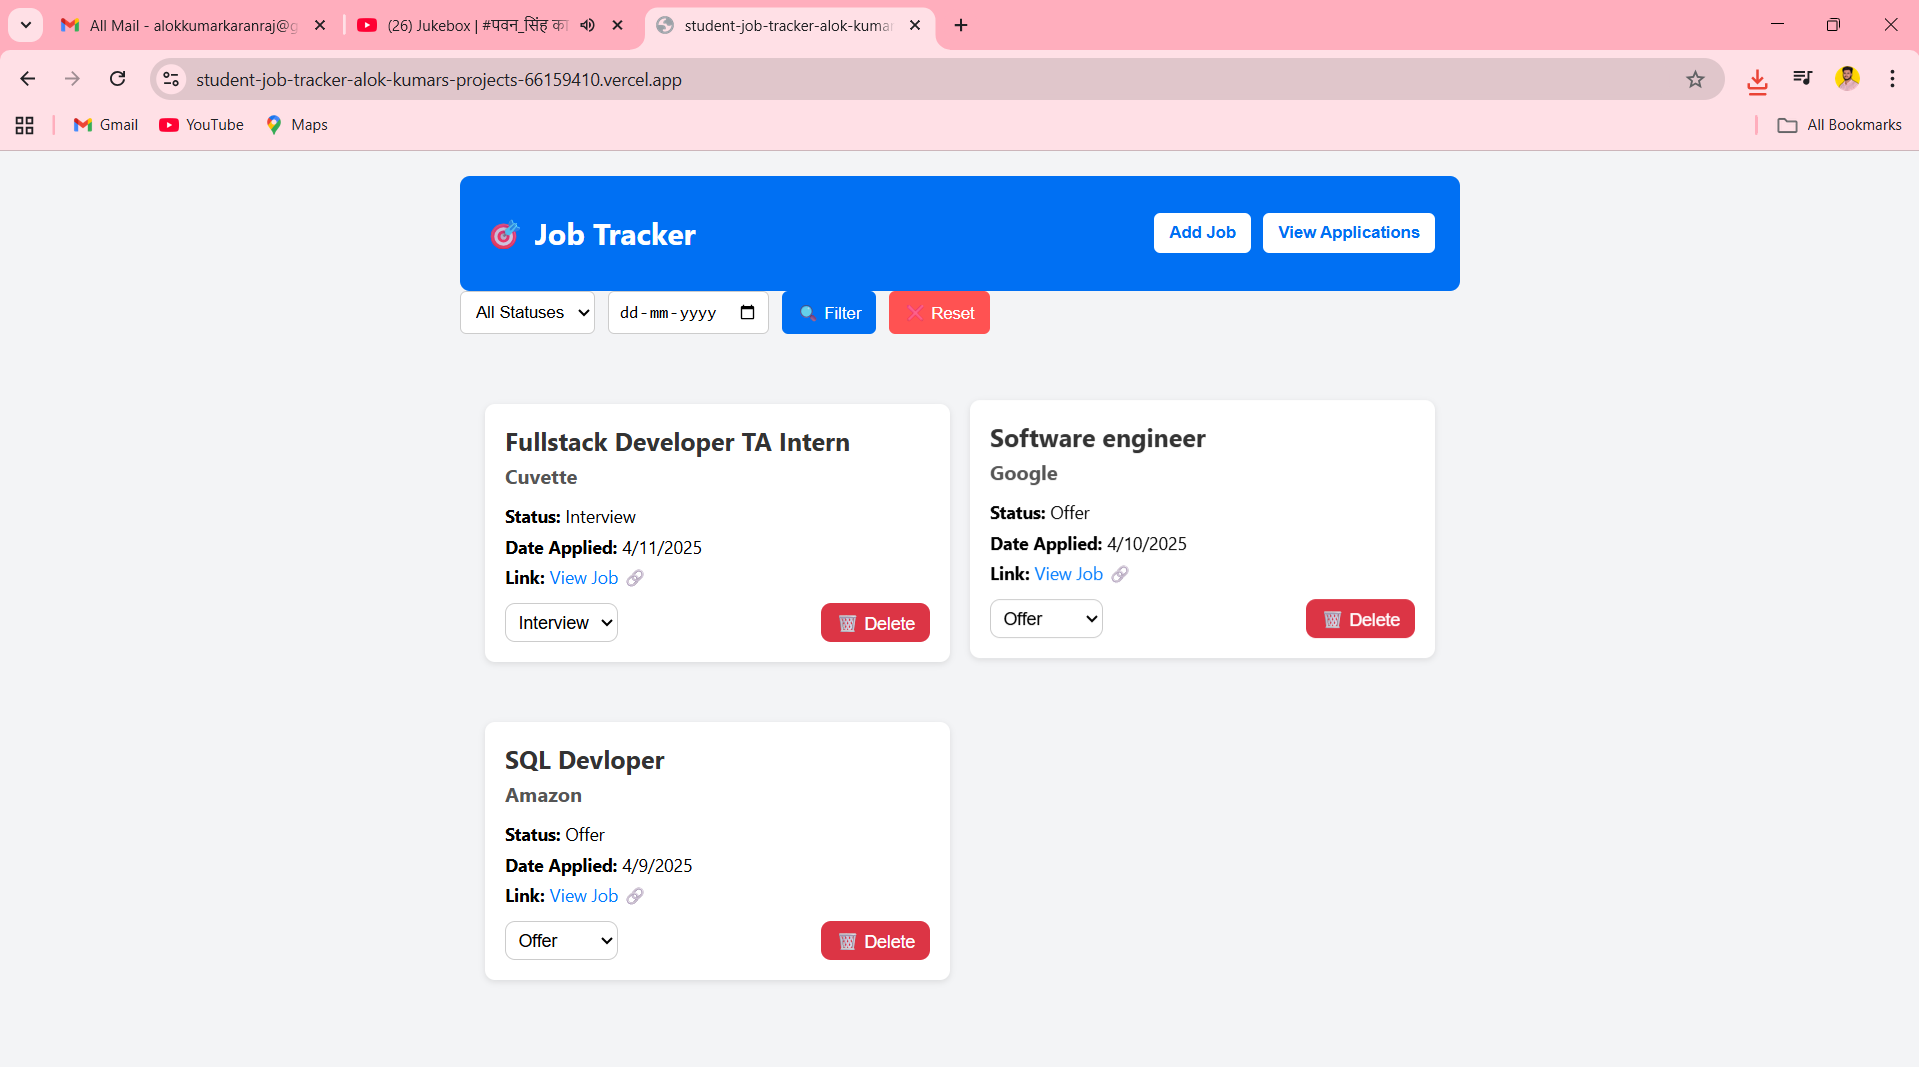 All Mail - alokkumarkaranraj@g
(26) Jukebox | #पवन_सिंह का
student-job-tracker-alok-kumar
student-job-tracker-alok-kumars-projects-66159410.vercel.app
Gmail
YouTube
Maps
All Bookmarks
Job Tracker
Add Job
View Applications
All Statuses
dd-mm-yyyy
Filter
Reset
Fullstack Developer TA Intern
Cuvette
Status: Interview
Date Applied: 4/11/2025
Link: View Job
Interview
Delete
Software engineer
Google
Status: Offer
Date Applied: 4/10/2025
Link: View Job
Offer
Delete
SQL Devloper
Amazon
Status: Offer
Date Applied: 4/9/2025
Link: View Job
Offer
Delete